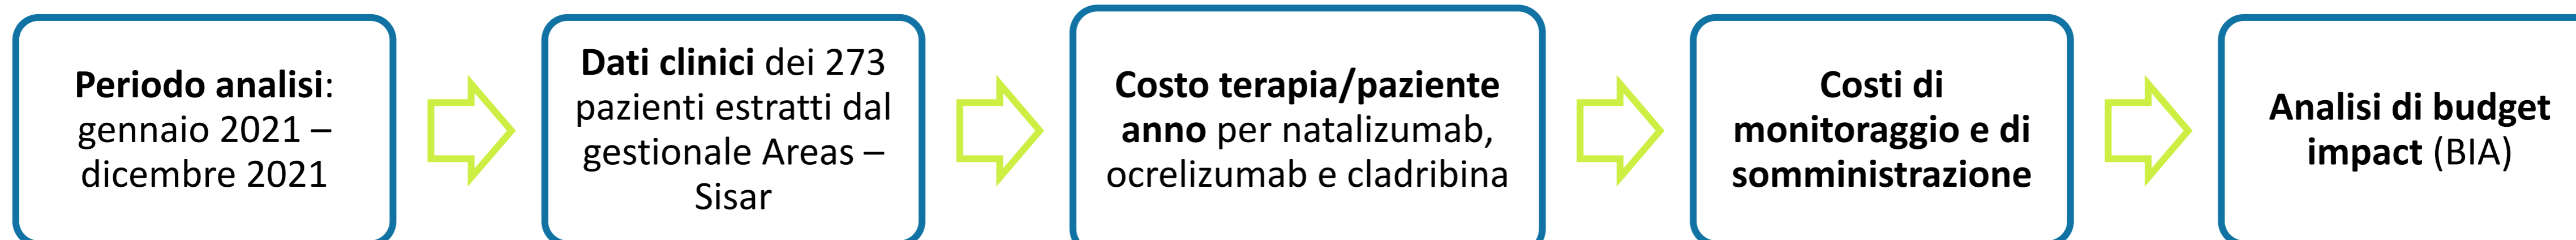 Periodo analisi:
gennaio 2021 –
dicembre 2021
Dati clinici dei 273
pazienti estratti dal
gestionale Areas –
Sisar
Costo terapia/paziente
anno per natalizumab,
ocrelizumab e cladribina
Costi di
monitoraggio e di
somministrazione
Analisi di budget
impact (BIA)